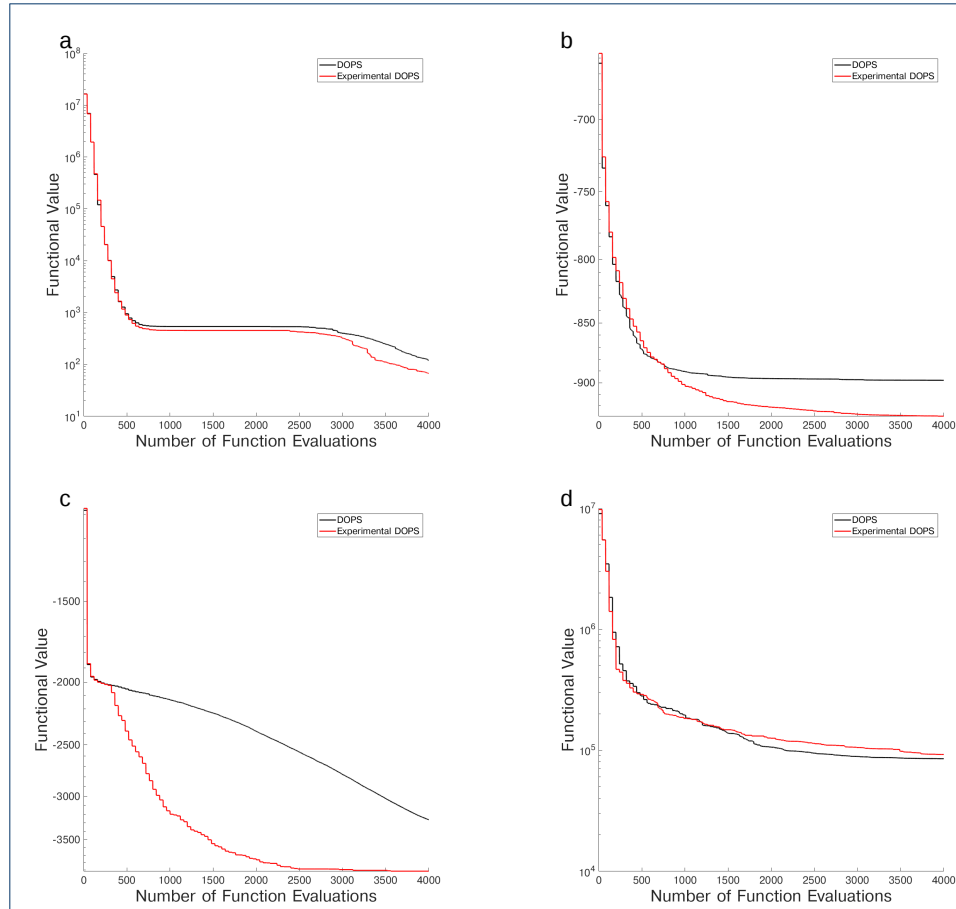 a
10^8
10^7
10^6
10^5
10^4
10^3
10^2
10^1
Functional Value
0 500 1000 1500 2000 2500 3000 3500 4000
Number of Function Evaluations
DOPS
Experimental DOPS
b
-700
-750
-800
-850
-900
Functional Value
0 500 1000 1500 2000 2500 3000 3500 4000
Number of Function Evaluations
DOPS
Experimental DOPS
c
-1500
-2000
-2500
-3000
-3500
Functional Value
0 500 1000 1500 2000 2500 3000 3500 4000
Number of Function Evaluations
DOPS
Experimental DOPS
d
10^7
10^6
10^5
10^4
Functional Value
0 500 1000 1500 2000 2500 3000 3500 4000
Number of Function Evaluations
DOPS
Experimental DOPS